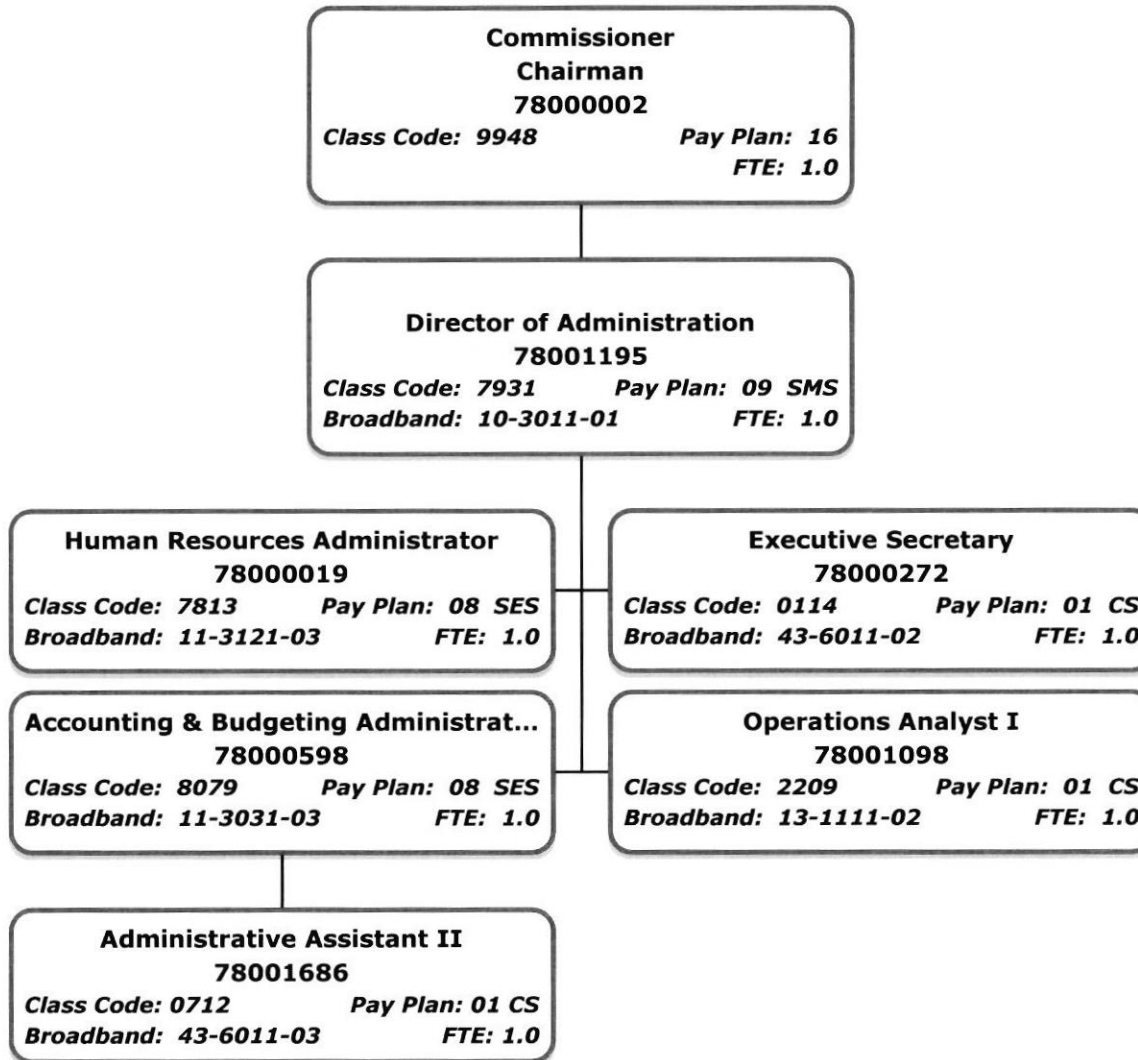 Commissioner
Chairman
78000002
Class Code: 9948 Pay Plan: 16
FTE: 1.0
Director of Administration
78001195
Class Code: 7931 Pay Plan: 09 SMS
Broadband: 10-3011-01 FTE: 1.0
Human Resources Administrator
78000019
Class Code: 7813 Pay Plan: 08 SES
Broadband: 11-3121-03 FTE: 1.0
Executive Secretary
78000272
Class Code: 0114 Pay Plan: 01 CS
Broadband: 43-6011-02 FTE: 1.0
Accounting & Budgeting Administrat...
78000598
Class Code: 8079 Pay Plan: 08 SES
Broadband: 11-3031-03 FTE: 1.0
Operations Analyst I
78001098
Class Code: 2209 Pay Plan: 01 CS
Broadband: 13-1111-02 FTE: 1.0
Administrative Assistant II
78001686
Class Code: 0712 Pay Plan: 01 CS
Broadband: 43-6011-03 FTE: 1.0